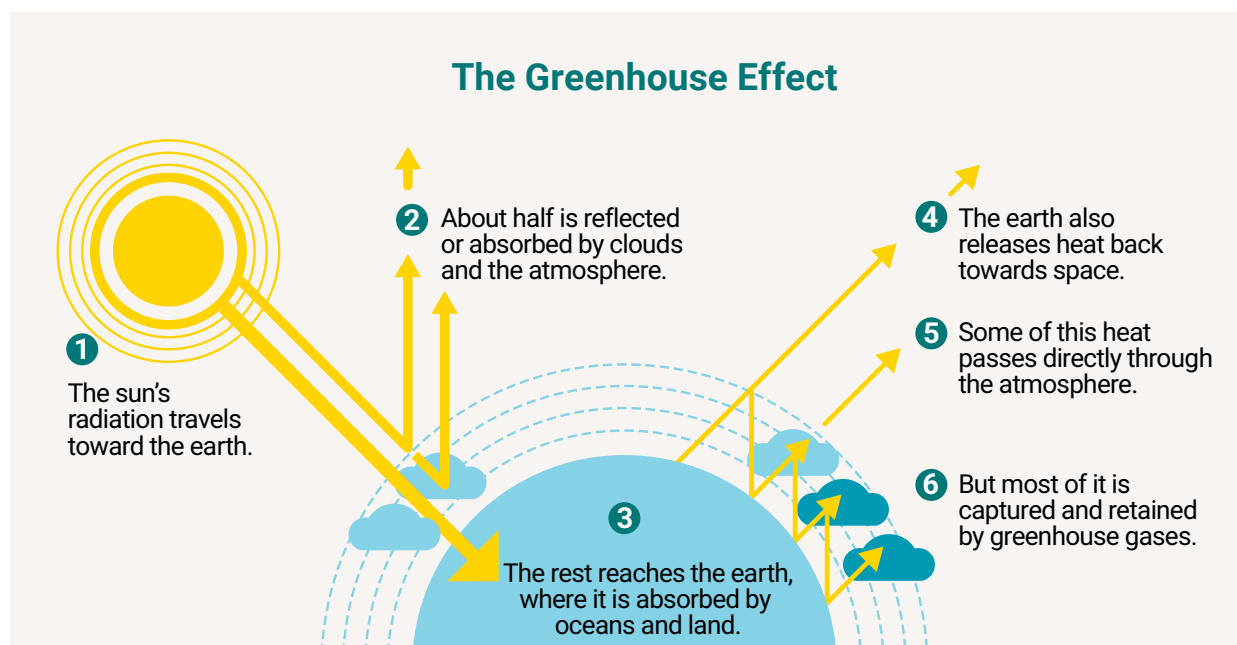 The Greenhouse Effect
1
The sun's
radiation travels
toward the earth.
2
About half is reflected
or absorbed by clouds
and the atmosphere.
3
The rest reaches the earth,
where it is absorbed by
oceans and land.
4
The earth also
releases heat back
towards space.
5
Some of this heat
passes directly through
the atmosphere.
6
But most of it is
captured and retained
by greenhouse gases.